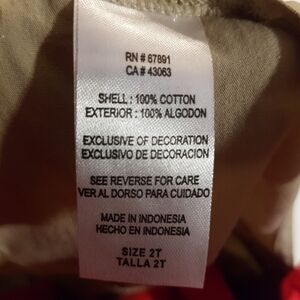 RN # 67891
CA # 43063
SHELL : 100% COTTON
EXTERIOR : 100% ALGODON
EXCLUSIVE OF DECORATION
EXCLUSIVO DE DECORACION
SEE REVERSE FOR CARE
VER AL DORSO PARA CUIDADO
MADE IN INDONESIA
HECHO EN INDONESIA
SIZE 2T
TALLA 2T